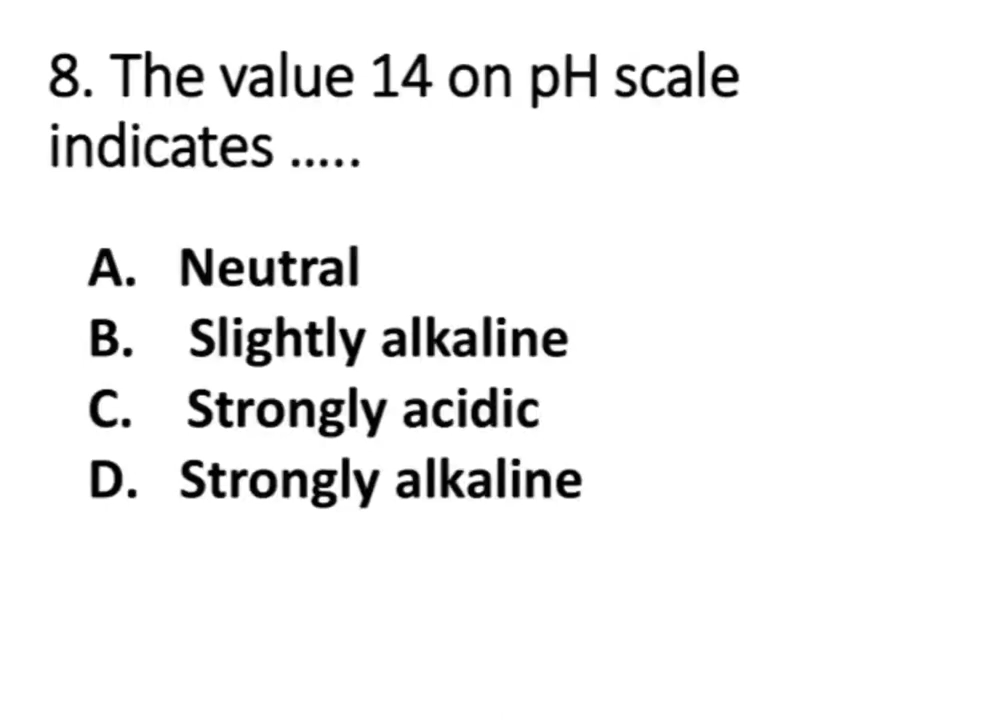 8. The value 14 on pH scale
indicates .....
A. Neutral
B. Slightly alkaline
C. Strongly acidic
D. Strongly alkaline